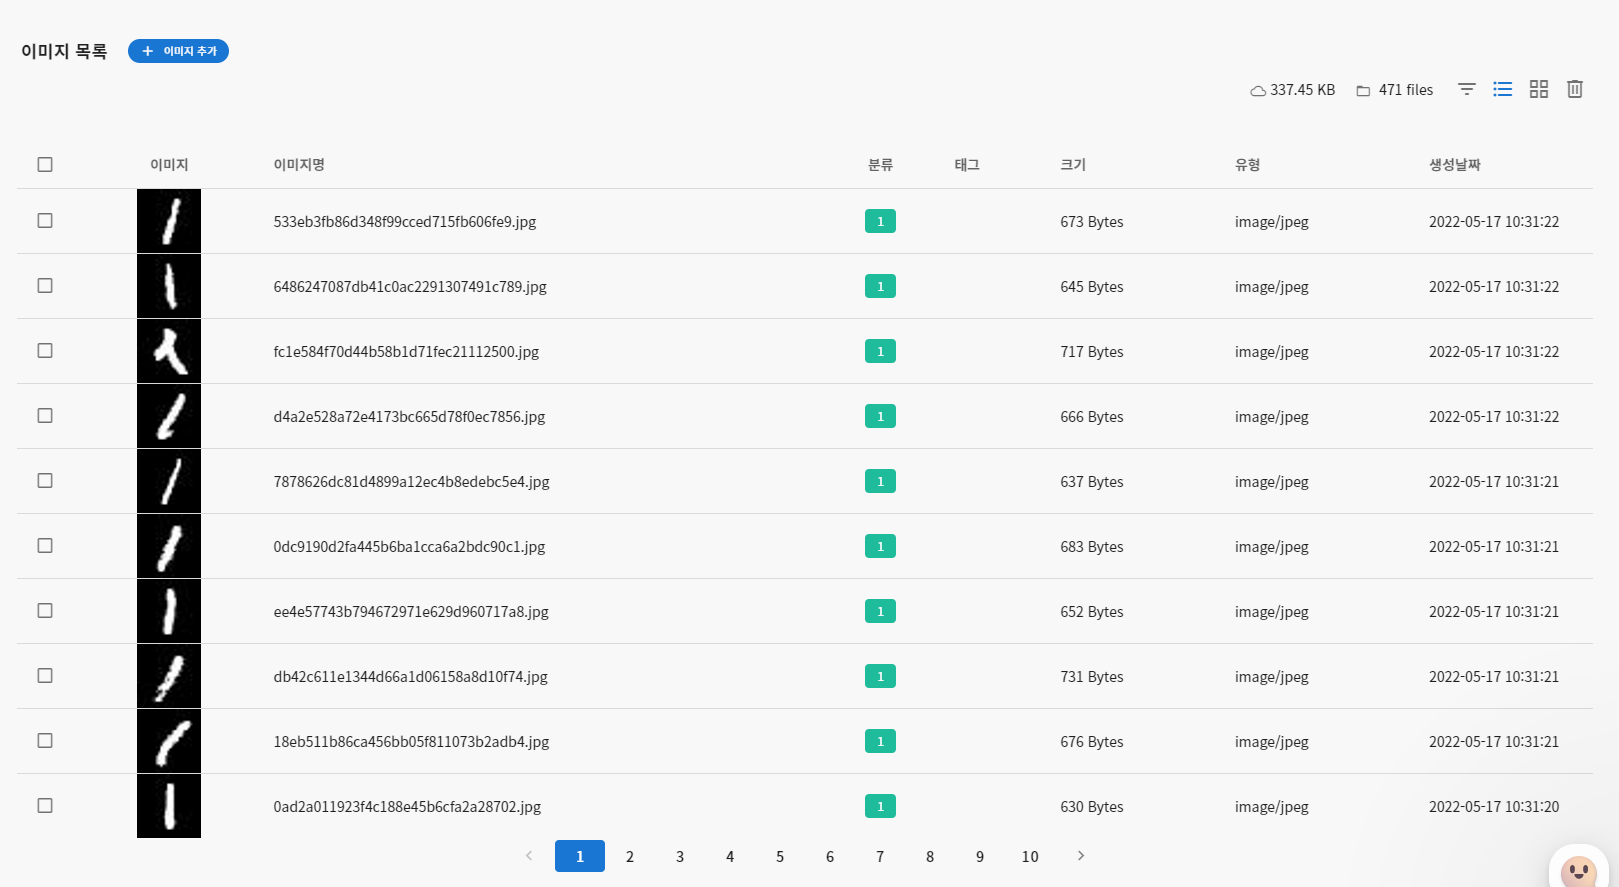 이미지 목록 + 이미지 추가
337.45 KB 471 files
이미지 이미지명 분류 태그 크기 유형 생성날짜
533eb3fb86d348f99cced715fb606fe9.jpg 1 673 Bytes image/jpeg 2022-05-17 10:31:22
6486247087db41c0ac2291307491c789.jpg 1 645 Bytes image/jpeg 2022-05-17 10:31:22
fc1e584f70d44b58b1d71fec21112500.jpg 1 717 Bytes image/jpeg 2022-05-17 10:31:22
d4a2e528a72e4173bc665d78f0ec7856.jpg 1 666 Bytes image/jpeg 2022-05-17 10:31:22
7878626dc81d4899a12ec4b8edebc5e4.jpg 1 637 Bytes image/jpeg 2022-05-17 10:31:21
0dc9190d2fa445b6ba1cca6a2bdc90c1.jpg 1 683 Bytes image/jpeg 2022-05-17 10:31:21
ee4e57743b794672971e629d960717a8.jpg 1 652 Bytes image/jpeg 2022-05-17 10:31:21
db42c611e1344d66a1d06158a8d10f74.jpg 1 731 Bytes image/jpeg 2022-05-17 10:31:21
18eb511b86ca456bb05f811073b2adb4.jpg 1 676 Bytes image/jpeg 2022-05-17 10:31:21
0ad2a011923f4c188e45b6cfa2a28702.jpg 1 630 Bytes image/jpeg 2022-05-17 10:31:20
1 2 3 4 5 6 7 8 9 10